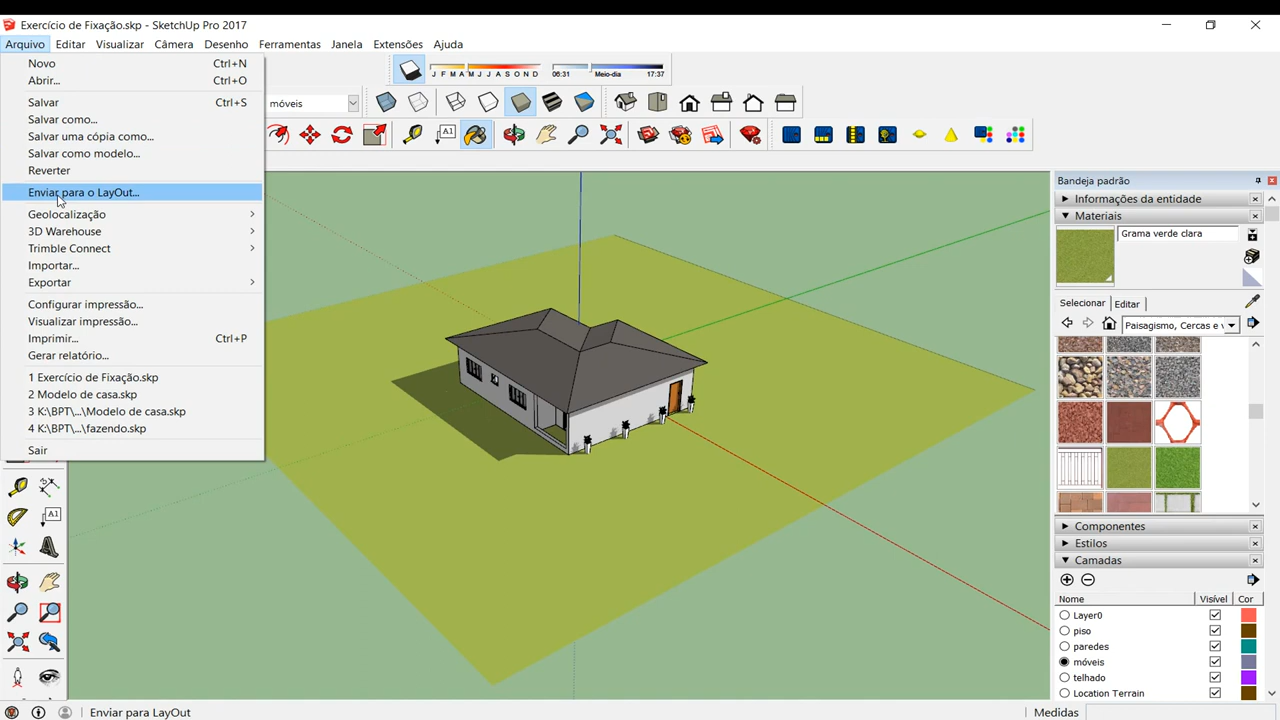 Exercício de Fixação.skp - SketchUp Pro 2017
Arquivo Editar Visualizar Câmera Desenho Ferramentas Janela Extensões Ajuda
Novo Ctrl+N
Abrir... Ctrl+O
Salvar Ctrl+S
Salvar como...
Salvar uma cópia como...
Salvar como modelo...
Reverter
Enviar para o LayOut...
Geolocalização
3D Warehouse
Trimble Connect
Importar...
Exportar
Configurar impressão...
Visualizar impressão...
Imprimir... Ctrl+P
Gerar relatório...
1 Exercício de Fixação.skp
2 Modelo de casa.skp
3 K:\BPT\...\Modelo de casa.skp
4 K:\BPT\...\fazendo.skp
Sair
J F M A M J J A S O N D
06:31 Meio-dia 17:37
móveis
A1
A1
Bandeja padrão
Informações da entidade
Materiais
Grama verde clara
Selecionar Editar
Paisagismo, Cercas e v
Componentes
Estilos
Camadas
Nome Visível Cor
Layer0
piso
paredes
móveis
telhado
Location Terrain
Enviar para LayOut
Medidas